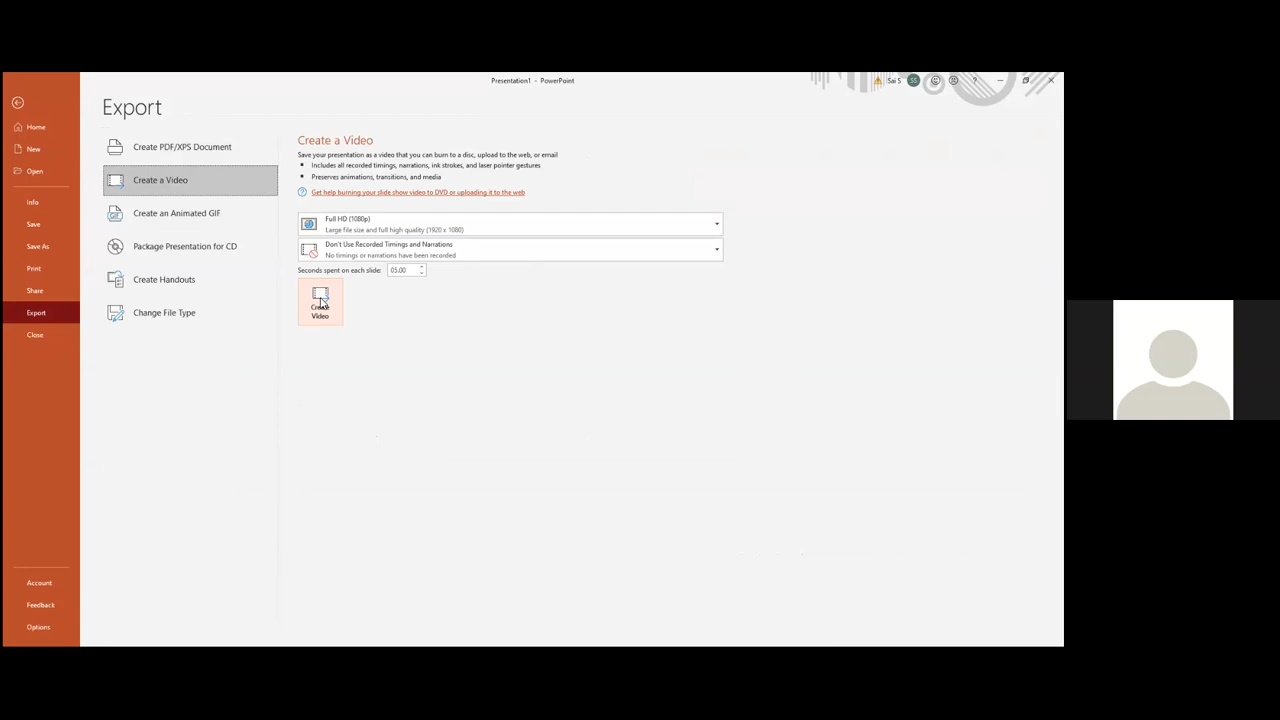 Presentation1 - PowerPoint
Sai S
SS
?
Export
Home
New
Open
Info
Save
Save As
Print
Share
Export
Close
Account
Feedback
Options
Create PDF/XPS Document
Create a Video
Create an Animated GIF
GIF
Package Presentation for CD
Create Handouts
Change File Type
Create a Video
Save your presentation as a video that you can burn to a disc, upload to the web, or email
• Includes all recorded timings, narrations, ink strokes, and laser pointer gestures
• Preserves animations, transitions, and media
? Get help burning your slide show video to DVD or uploading it to the web
Full HD (1080p)
Large file size and full high quality (1920 x 1080)
Don't Use Recorded Timings and Narrations
No timings or narrations have been recorded
Seconds spent on each slide: 05.00
Create
Video